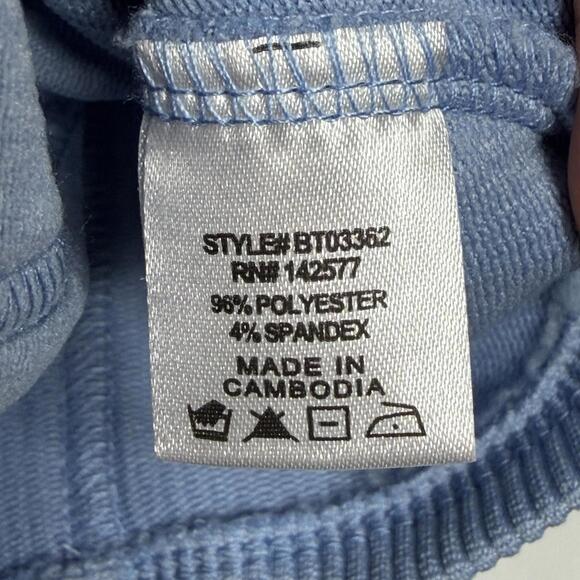 STYLE# BT03362
RN# 142577
96% POLYESTER
4% SPANDEX
MADE IN
CAMBODIA